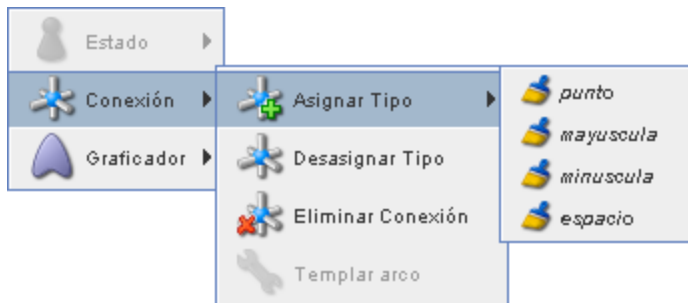 Estado
Conexión
Graficador
Asignar Tipo
Desasignar Tipo
Eliminar Conexión
Templar arco
punto
mayuscula
minuscula
espacio